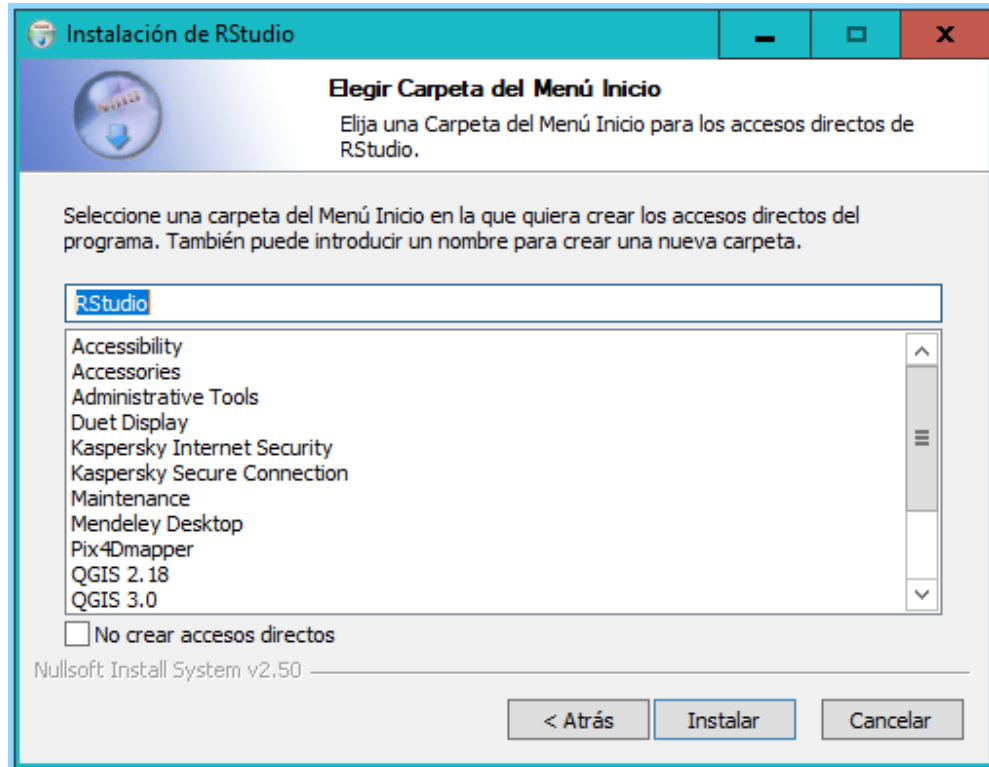 Instalación de RStudio
Elegir Carpeta del Menú Inicio
Elija una Carpeta del Menú Inicio para los accesos directos de
RStudio.
Seleccione una carpeta del Menú Inicio en la que quiera crear los accesos directos del
programa. También puede introducir un nombre para crear una nueva carpeta.
RStudio
Accessibility
Accessories
Administrative Tools
Duet Display
Kaspersky Internet Security
Kaspersky Secure Connection
Maintenance
Mendeley Desktop
Pix4Dmapper
QGIS 2.18
QGIS 3.0
No crear accesos directos
Nullsoft Install System v2.50
< Atrás Instalar Cancelar